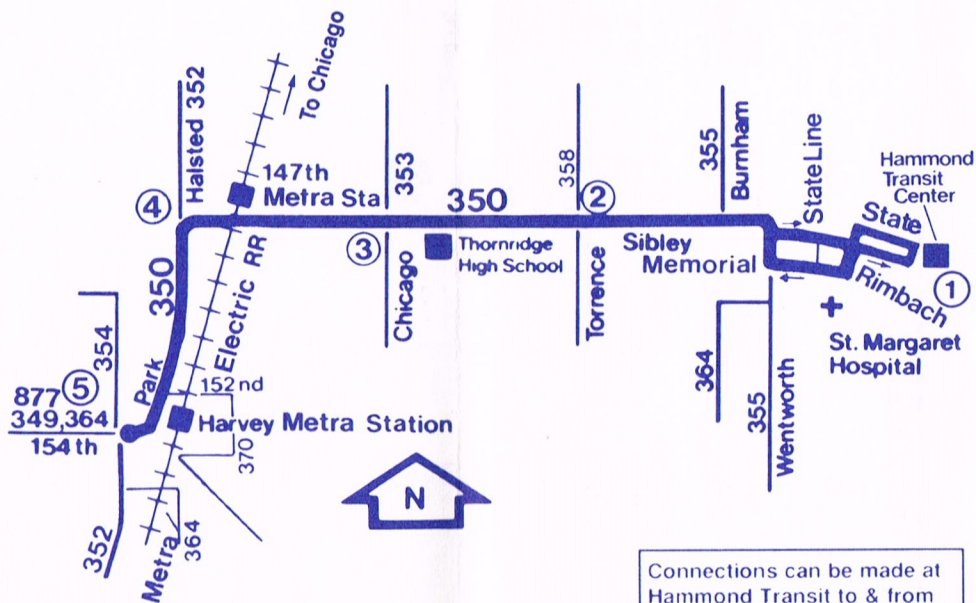 To Chicago
Halsted 352
147th
Metra Sta
353
350
358
355
Burnham
StateLine
Hammond
Transit
Center
State
4
3
2
1
Thornridge
High School
Sibley
Memorial
Rimbach
350
Electric RR
Chicago
Torrence
St. Margaret
Hospital
354
Park
877
5
349,364
154th
152nd
Harvey Metra Station
370
364
355
Wentworth
N
352
Metra
364
Connections can be made at
Hammond Transit to & from